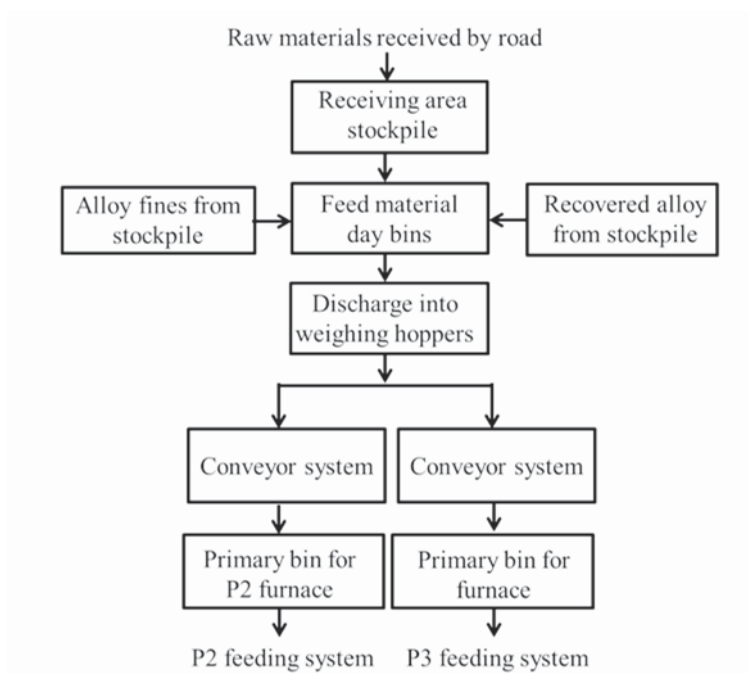 Raw materials received by road
Receiving area
stockpile
Alloy fines from
stockpile
Feed material
day bins
Recovered alloy
from stockpile
Discharge into
weighing hoppers
Conveyor system
Conveyor system
Primary bin for
P2 furnace
Primary bin for
furnace
P2 feeding system
P3 feeding system